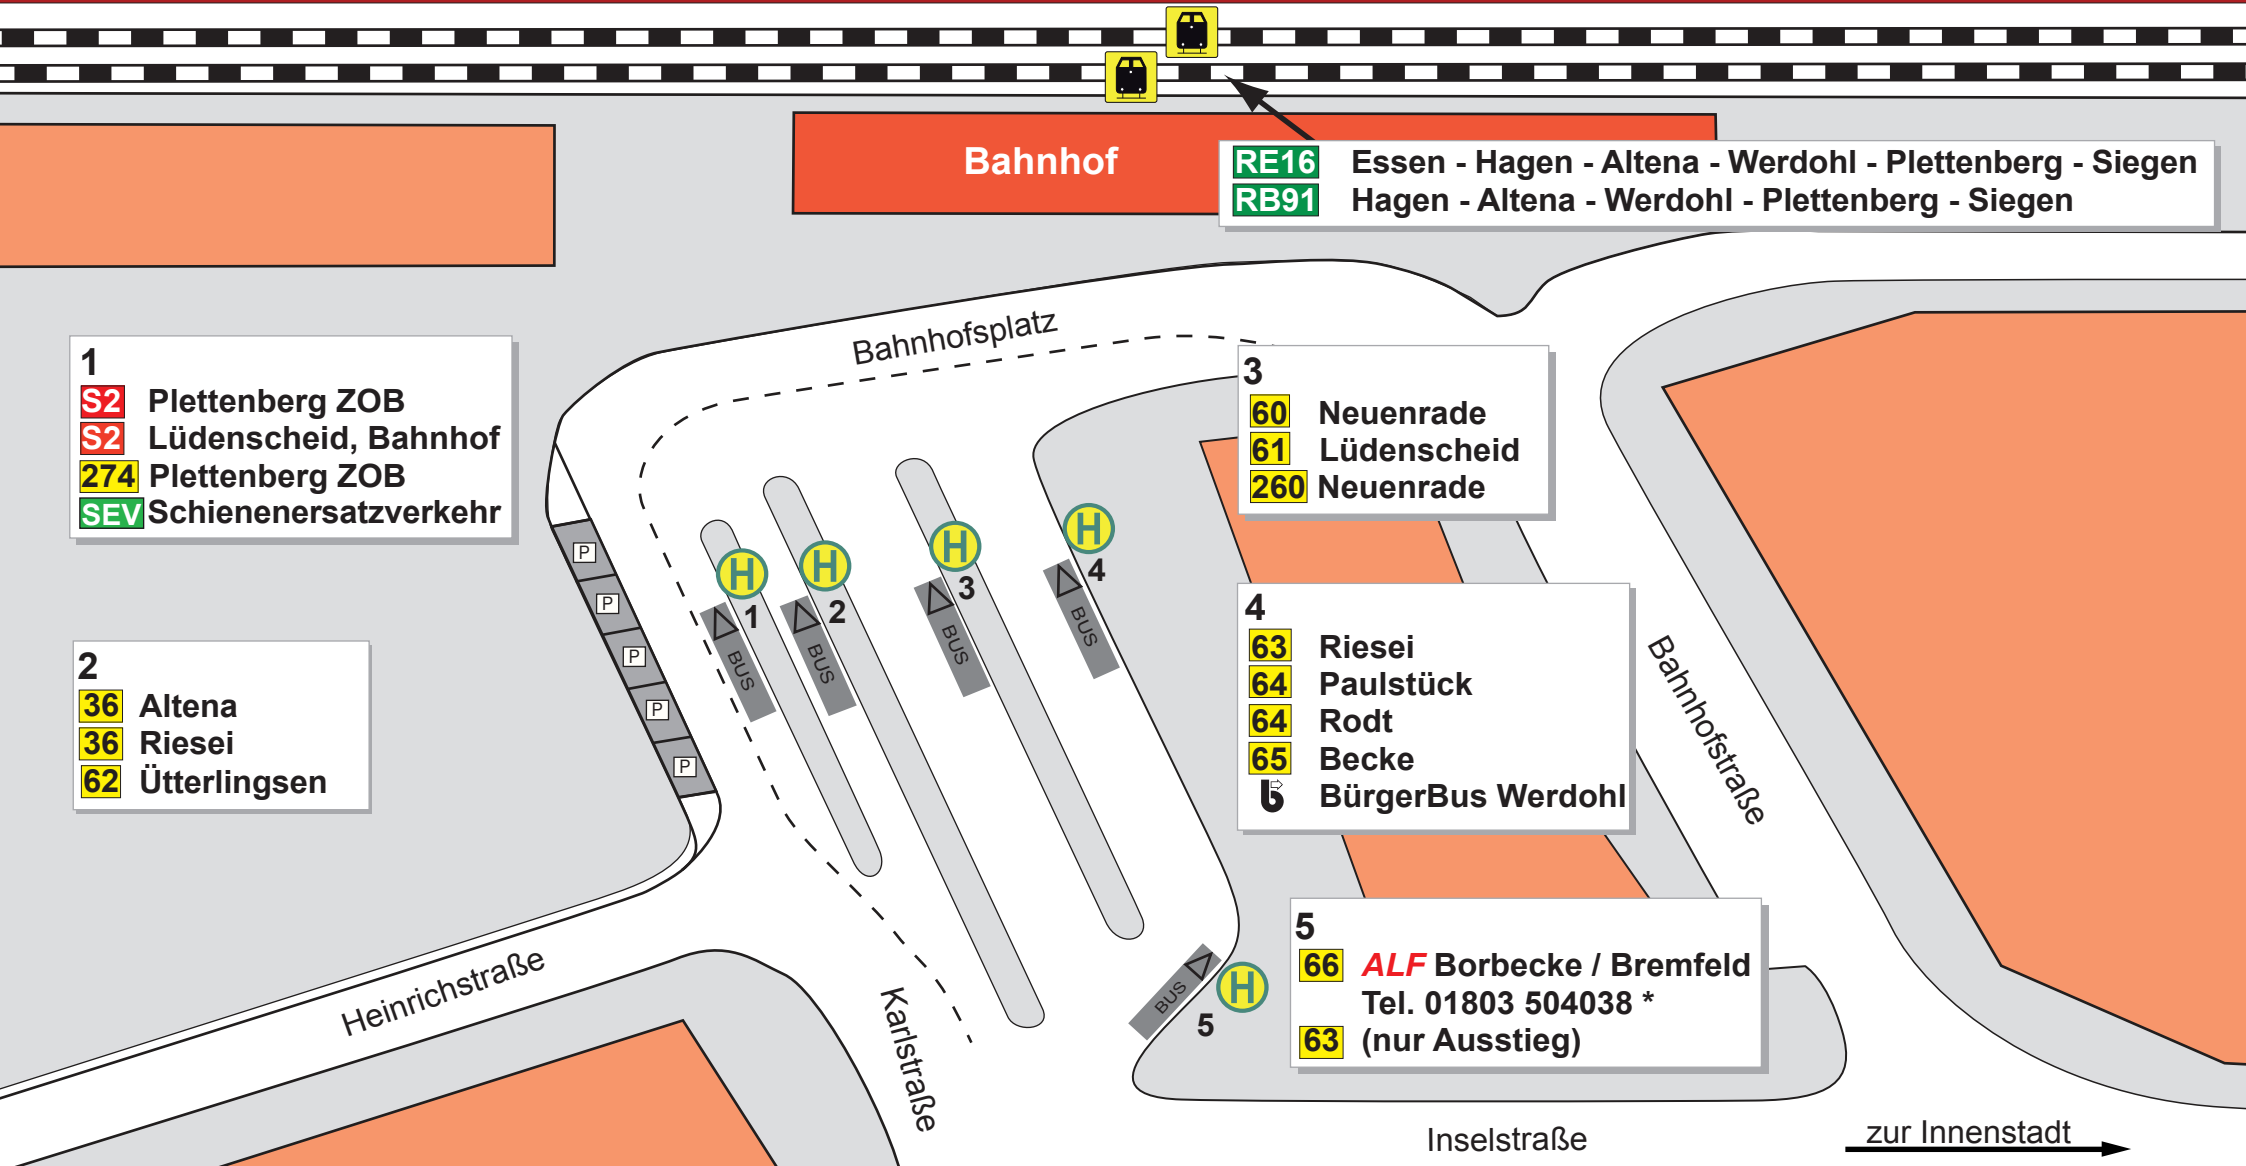 Bahnhof
RE16 Essen - Hagen - Altena - Werdohl - Plettenberg - Siegen
RB91 Hagen - Altena - Werdohl - Plettenberg - Siegen
Bahnhofsplatz
1
S2 Plettenberg ZOB
S2 Lüdenscheid, Bahnhof
274 Plettenberg ZOB
SEV Schienenersatzverkehr
2
36 Altena
36 Riesei
62 Ütterlingsen
3
60 Neuenrade
61 Lüdenscheid
260 Neuenrade
4
63 Riesei
64 Paulstück
64 Rodt
65 Becke
b BürgerBus Werdohl
5
66 ALF Borbecke / Bremfeld
Tel. 01803 504038 *
63 (nur Ausstieg)
P
P
P
P
P
H
1
BUS
H
2
BUS
H
3
BUS
H
4
BUS
H
5
BUS
Bahnhofstraße
Heinrichstraße
Karlstraße
Inselstraße
zur Innenstadt